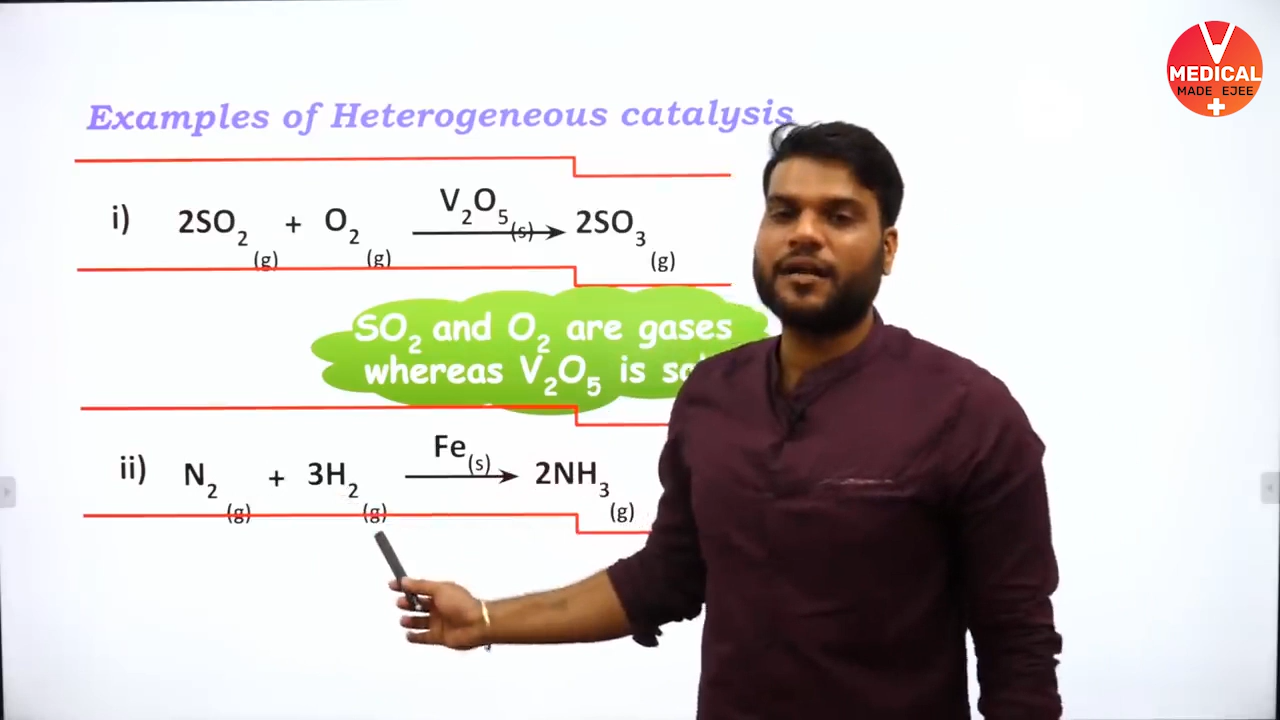 Examples of Heterogeneous catalysis
i) 2SO₂(g) + O₂(g) V₂O₅(s) 2SO₃(g)
SO₂ and O₂ are gases
whereas V₂O₅ is
ii) N₂(g) + 3H₂(g) Fe(s) 2NH₃(g)
V
MEDICAL
MADE EJEE